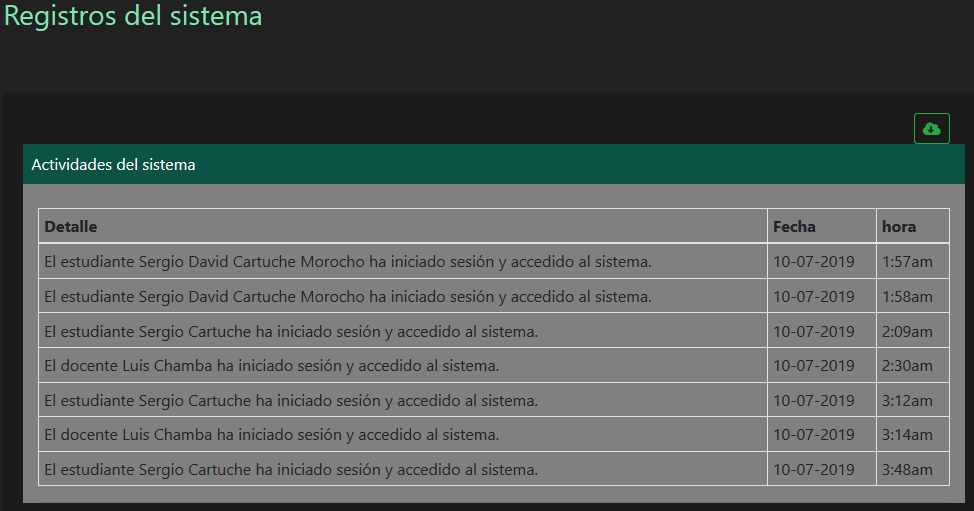 Registros del sistema
Actividades del sistema
Detalle Fecha hora
El estudiante Sergio David Cartuche Morocho ha iniciado sesión y accedido al sistema. 10-07-2019 1:57am
El estudiante Sergio David Cartuche Morocho ha iniciado sesión y accedido al sistema. 10-07-2019 1:58am
El estudiante Sergio Cartuche ha iniciado sesión y accedido al sistema. 10-07-2019 2:09am
El docente Luis Chamba ha iniciado sesión y accedido al sistema. 10-07-2019 2:30am
El estudiante Sergio Cartuche ha iniciado sesión y accedido al sistema. 10-07-2019 3:12am
El docente Luis Chamba ha iniciado sesión y accedido al sistema. 10-07-2019 3:14am
El estudiante Sergio Cartuche ha iniciado sesión y accedido al sistema. 10-07-2019 3:48am